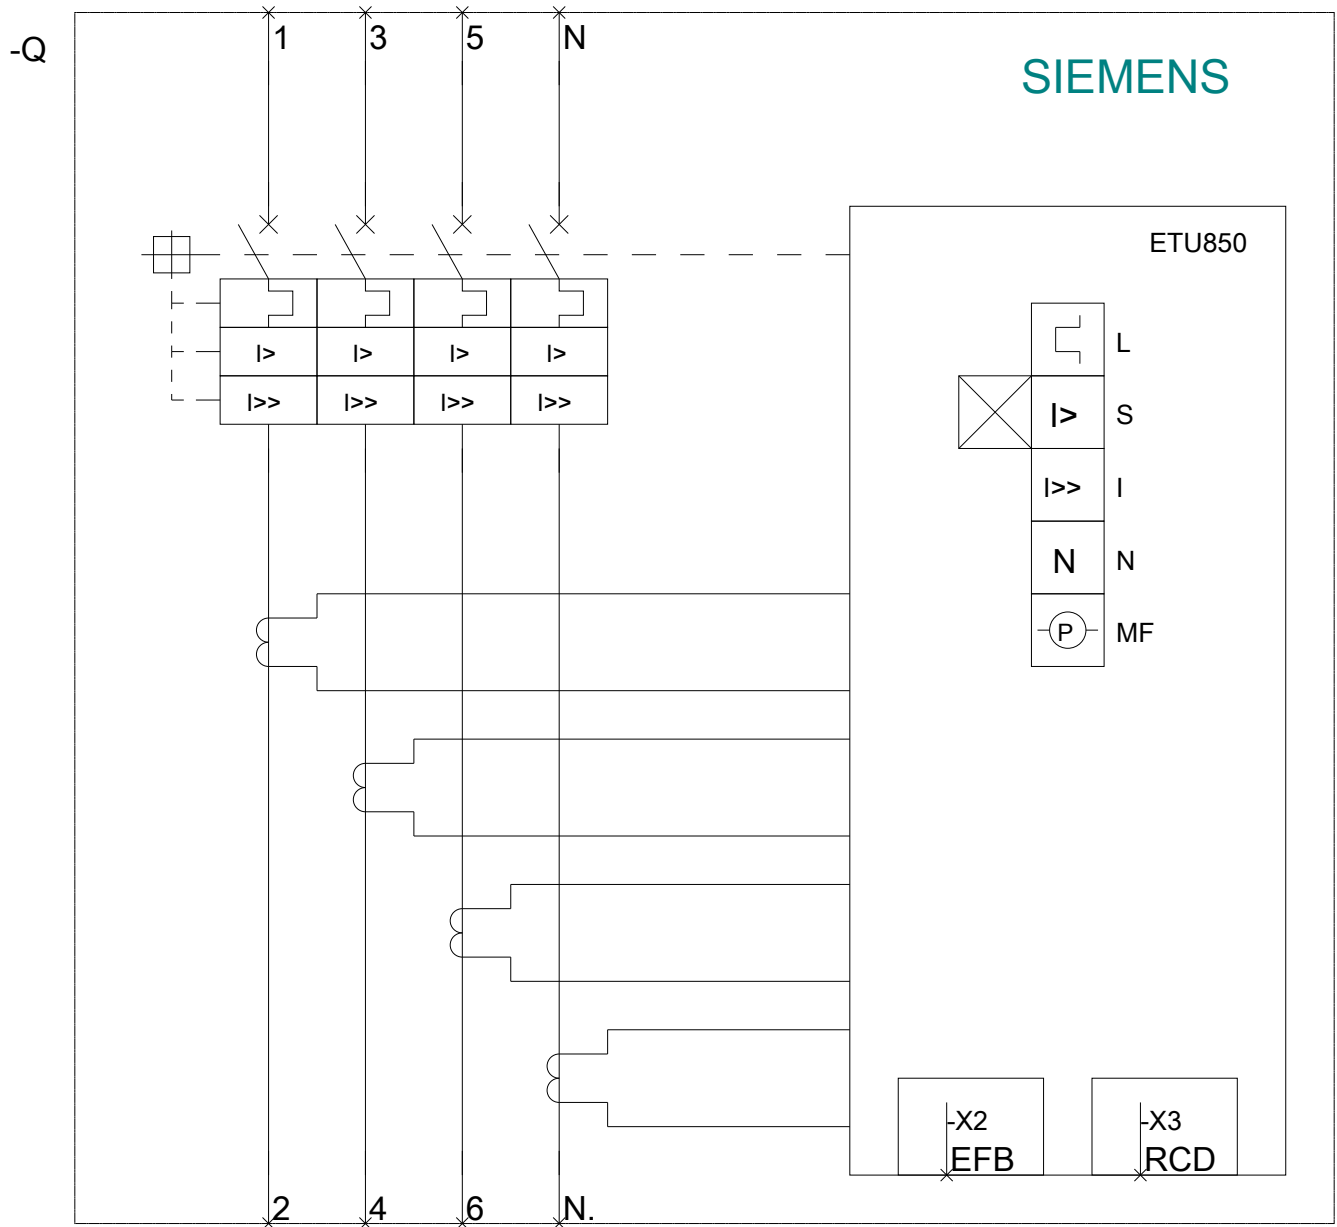 -Q
1 3 5 N
SIEMENS
ETU850
L
I> I> I> I>
I>> I>> I>> I>>
I> S
I>> I
N N
P MF
-X2 -X3
EFB RCD
2 4 6 N.